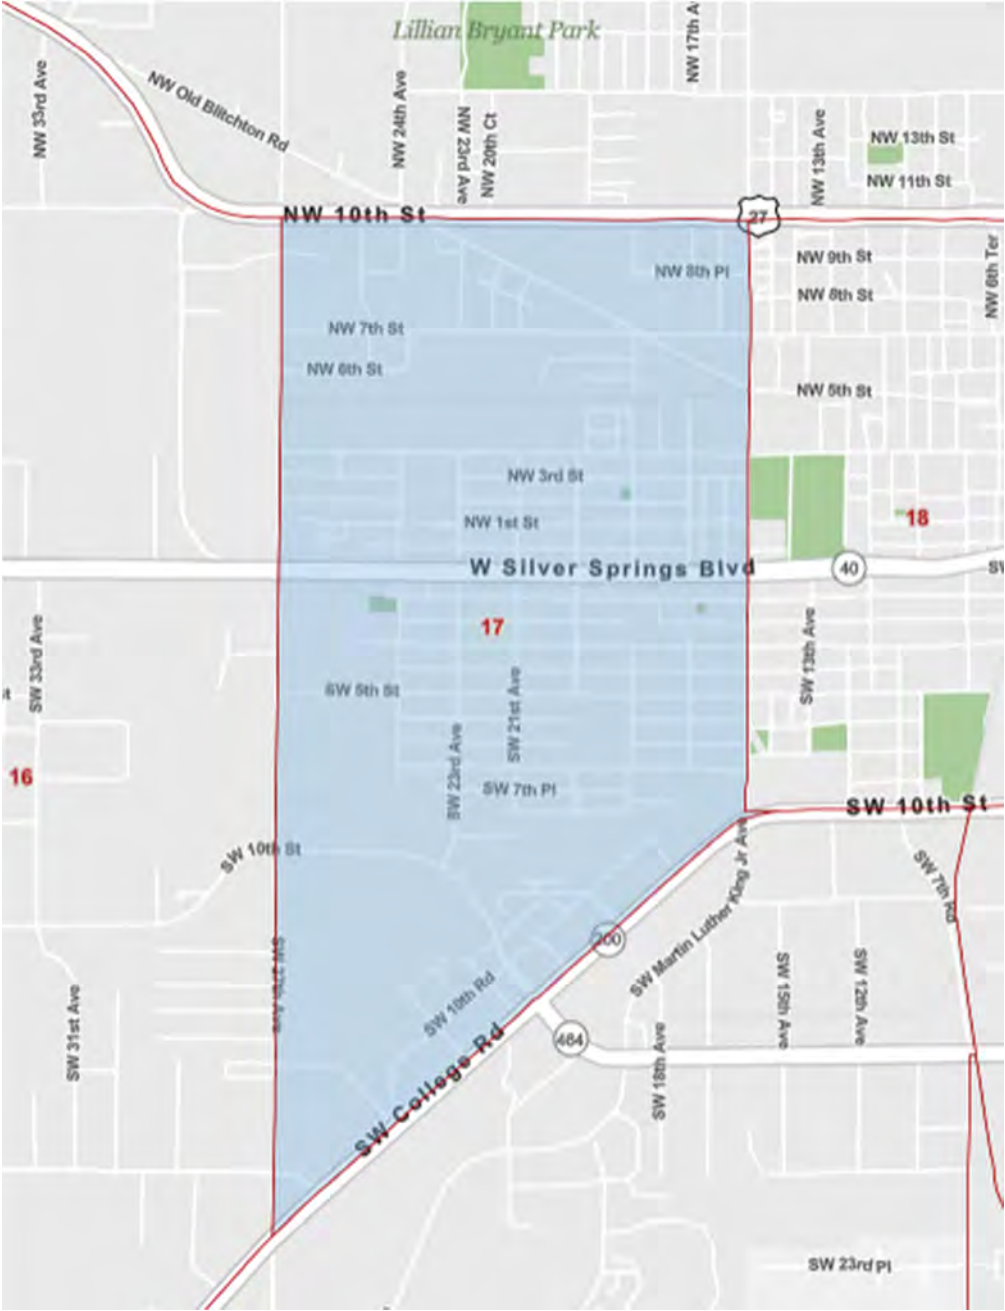 Lillian Bryant Park
NW 17th A
NW 33rd Ave
NW Old Blitchton Rd
NW 24th Ave
NW 23rd Ave
NW 20th Ct
NW 13th Ave
NW 13th St
NW 11th St
NW 10th St
27
NW 9th St
NW 8th Pl
NW 8th St
NW 6th Ter
NW 7th St
NW 6th St
NW 5th St
NW 3rd St
NW 1st St
18
W Silver Springs Blvd
40
SW
17
SW 33rd Ave
SW 13th Ave
st
SW 5th St
SW 21st Ave
16
SW 23rd Ave
SW 7th Pl
SW 10th St
SW 10th St
SW 7th Rd
SW Martin Luther King Jr Ave
200
SW 27th Ave
SW 10th Rd
SW 15th Ave
SW 12th Ave
SW 31st Ave
464
SW College Rd
SW 18th Ave
SW 23rd Pl